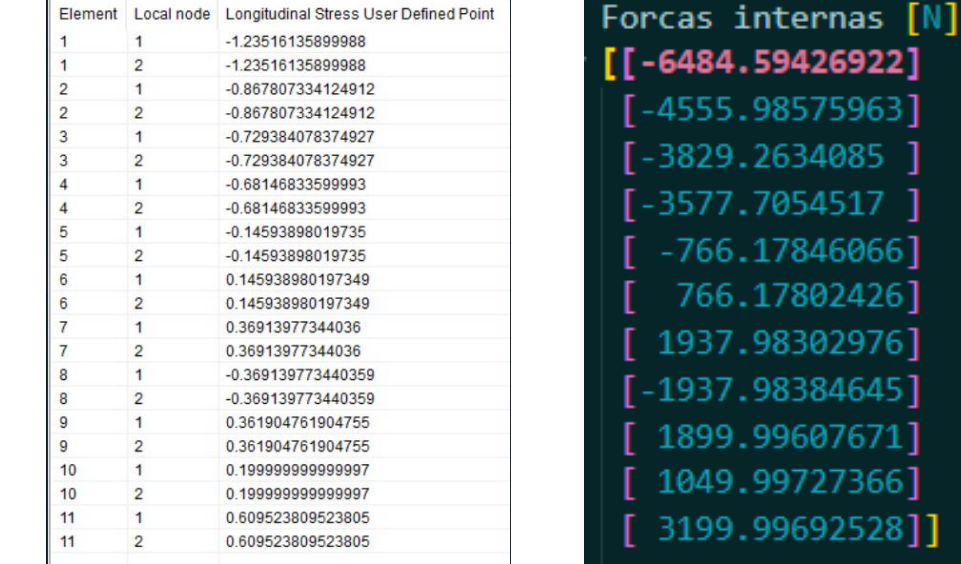 Element Local node Longitudinal Stress User Defined Point
1 1 -1.23516135899988
1 2 -1.23516135899988
2 1 -0.867807334124912
2 2 -0.867807334124912
3 1 -0.729384078374927
3 2 -0.729384078374927
4 1 -0.68146833599993
4 2 -0.68146833599993
5 1 -0.14593898019735
5 2 -0.14593898019735
6 1 0.145938980197349
6 2 0.145938980197349
7 1 0.36913977344036
7 2 0.36913977344036
8 1 -0.369139773440359
8 2 -0.369139773440359
9 1 0.361904761904755
9 2 0.361904761904755
10 1 0.199999999999997
10 2 0.199999999999997
11 1 0.609523809523805
11 2 0.609523809523805
Forcas internas [N]
[[-6484.59426922]
[-4555.98575963]
[-3829.2634085 ]
[-3577.7054517 ]
[ -766.17846066]
[ 766.17802426]
[ 1937.98302976]
[-1937.98384645]
[ 1899.99607671]
[ 1049.99727366]
[ 3199.99692528]]